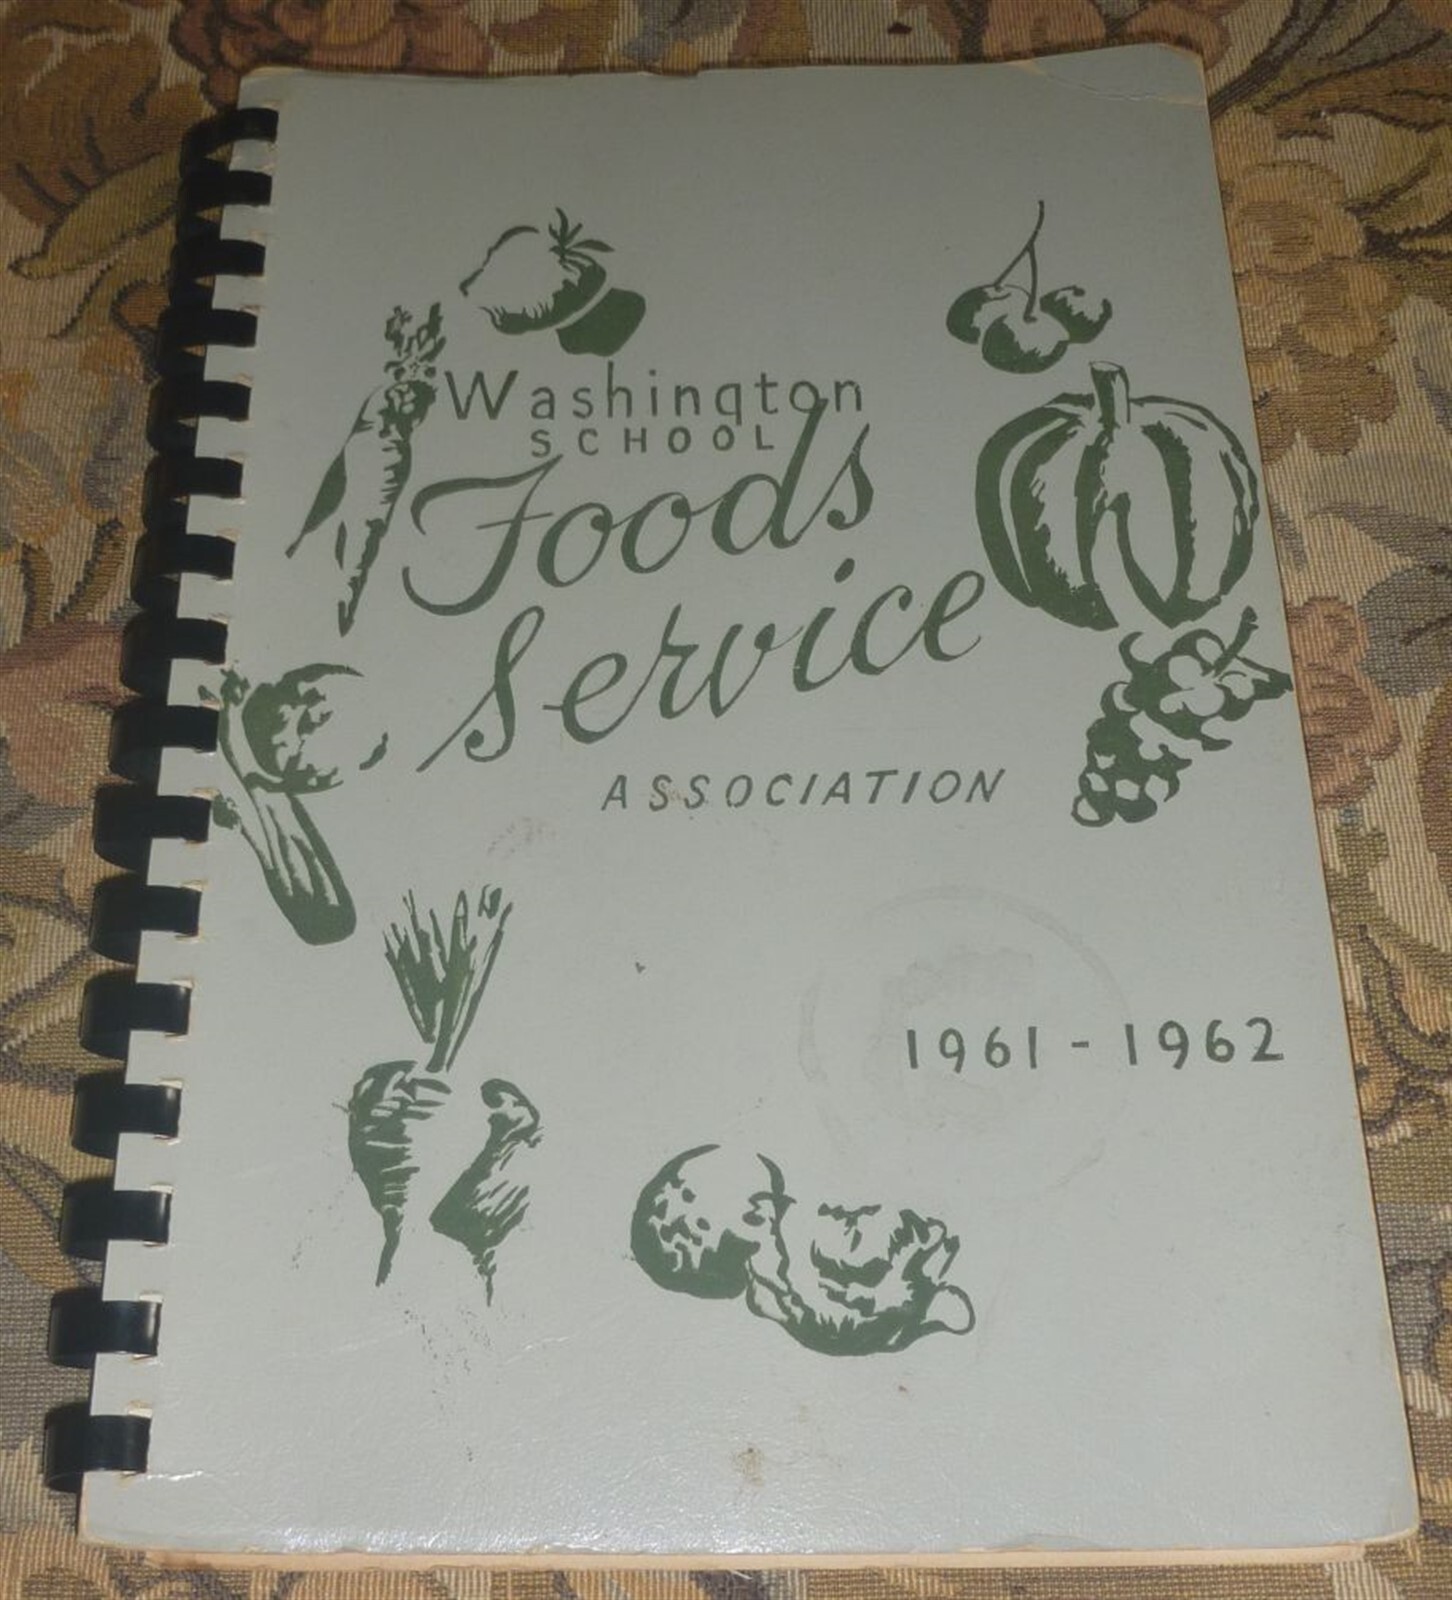 Washington
SCHOOL
Foods
Service
ASSOCIATION
1961 - 1962